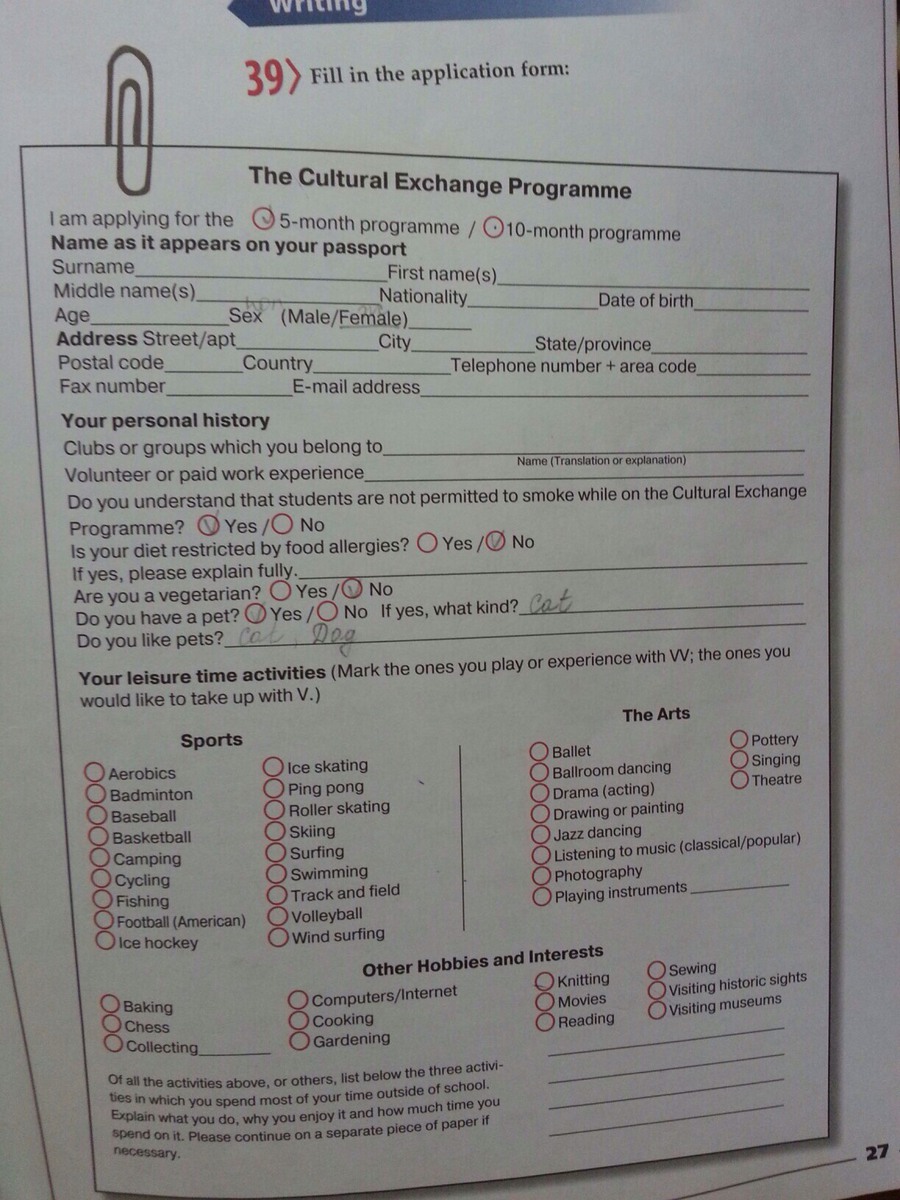 Writing
39> Fill in the application form:
The Cultural Exchange Programme
I am applying for the 5-month programme / 10-month programme
Name as it appears on your passport
Surname First name(s)
Middle name(s) Nationality Date of birth
Age Sex (Male/Female)
Address Street/apt City State/province
Postal code Country Telephone number + area code
Fax number E-mail address
Your personal history
Clubs or groups which you belong to
Name (Translation or explanation)
Volunteer or paid work experience
Do you understand that students are not permitted to smoke while on the Cultural Exchange
Programme? Yes / No
Is your diet restricted by food allergies? Yes / No
If yes, please explain fully.
Are you a vegetarian? Yes / No
Do you have a pet? Yes / No If yes, what kind? Cat
Do you like pets? Cat, Dog
Your leisure time activities (Mark the ones you play or experience with VV; the ones you
would like to take up with V.)
Sports
Aerobics
Badminton
Baseball
Basketball
Camping
Cycling
Fishing
Football (American)
Ice hockey
Ice skating
Ping pong
Roller skating
Skiing
Surfing
Swimming
Track and field
Volleyball
Wind surfing
The Arts
Ballet
Ballroom dancing
Drama (acting)
Drawing or painting
Jazz dancing
Listening to music (classical/popular)
Photography
Playing instruments
Pottery
Singing
Theatre
Other Hobbies and Interests
Baking
Chess
Collecting
Computers/Internet
Cooking
Gardening
Knitting
Movies
Reading
Sewing
Visiting historic sights
Visiting museums
Of all the activities above, or others, list below the three activi-
ties in which you spend most of your time outside of school.
Explain what you do, why you enjoy it and how much time you
spend on it. Please continue on a separate piece of paper if
necessary.
27